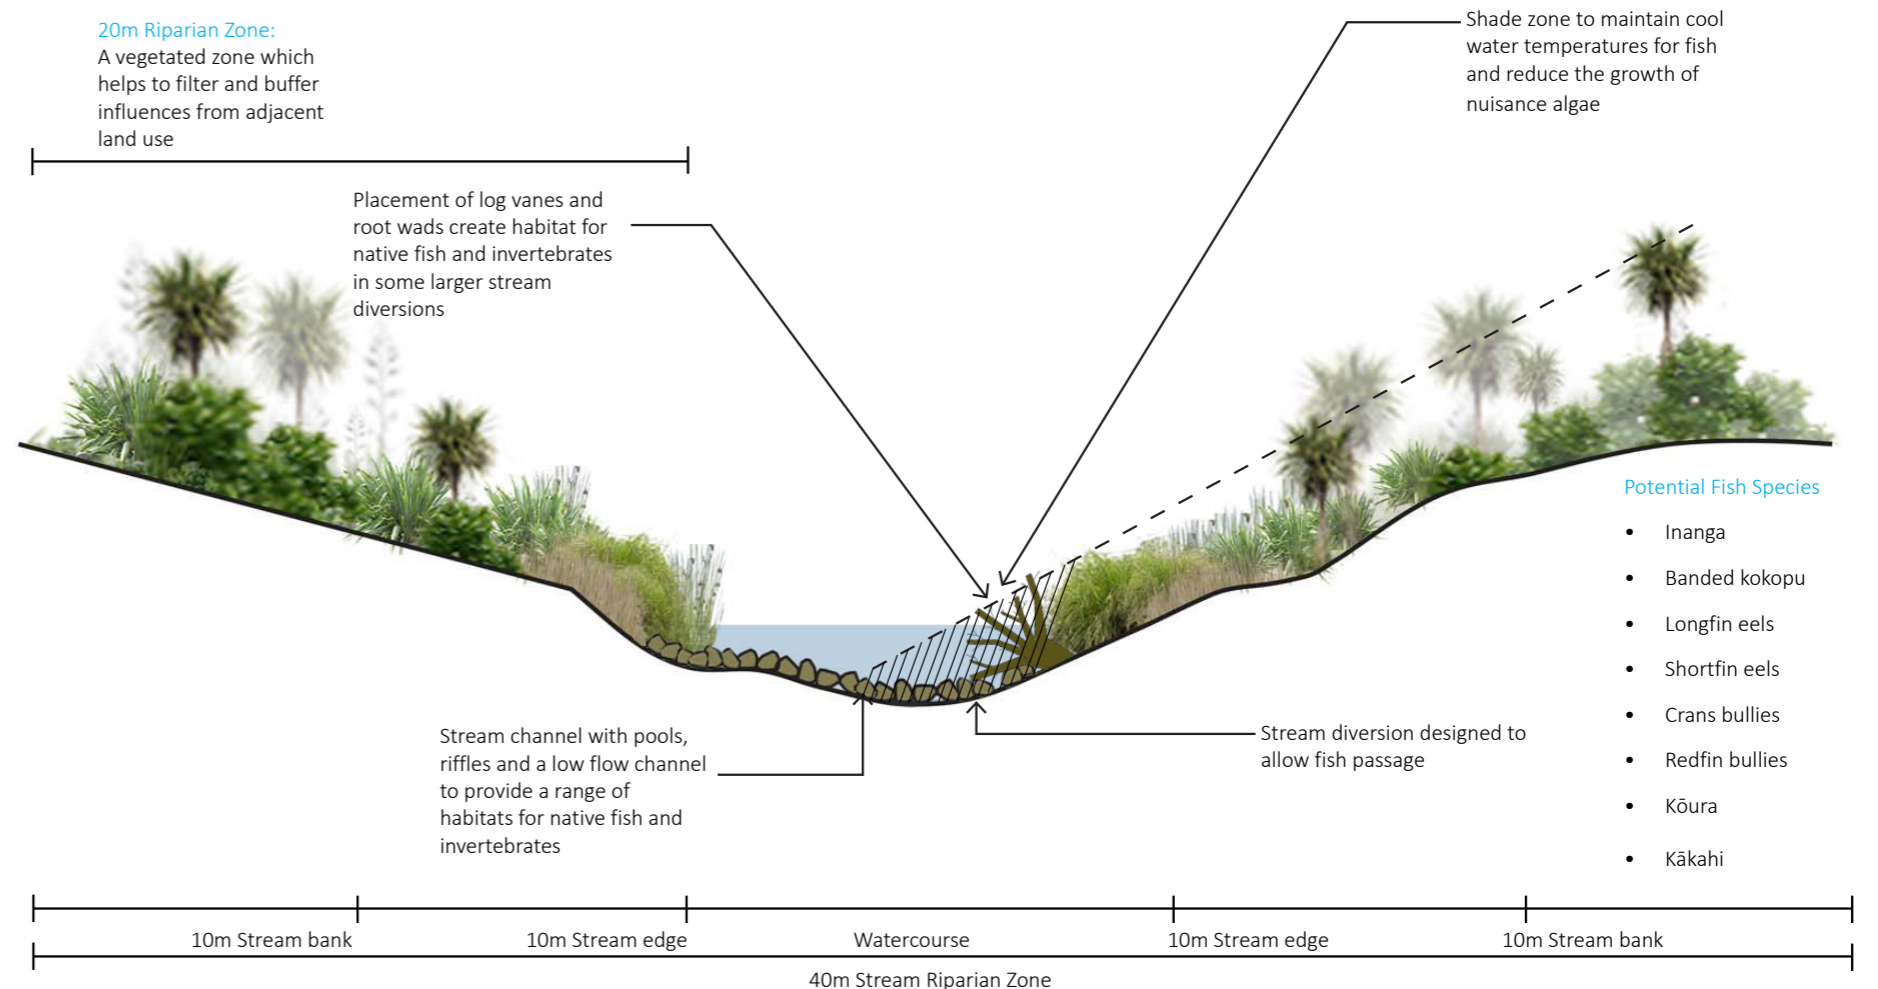 20m Riparian Zone:
A vegetated zone which
helps to filter and buffer
influences from adjacent
land use
Shade zone to maintain cool
water temperatures for fish
and reduce the growth of
nuisance algae
Placement of log vanes and
root wads create habitat for
native fish and invertebrates
in some larger stream
diversions
Potential Fish Species
• Inanga
• Banded kokopu
• Longfin eels
• Shortfin eels
• Crans bullies
• Redfin bullies
• Kōura
• Kākahi
Stream channel with pools,
riffles and a low flow channel
to provide a range of
habitats for native fish and
invertebrates
Stream diversion designed to
allow fish passage
10m Stream bank
10m Stream edge
Watercourse
10m Stream edge
10m Stream bank
40m Stream Riparian Zone